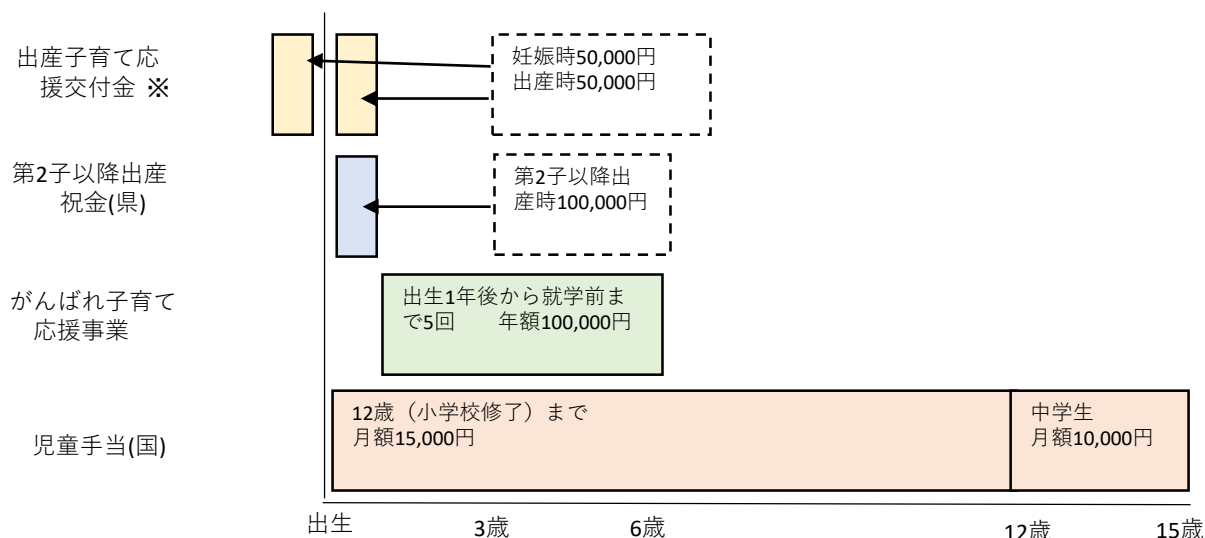 出産子育て応
援交付金 ※
妊娠時50,000円
出産時50,000円
第2子以降出産
祝金(県)
第2子以降出
産時100,000円
がんばれ子育て
応援事業
出生1年後から就学前ま
で5回 年額100,000円
児童手当(国)
12歳（小学校修了）まで
月額15,000円
中学生
月額10,000円
出生 3歳 6歳 12歳 15歳